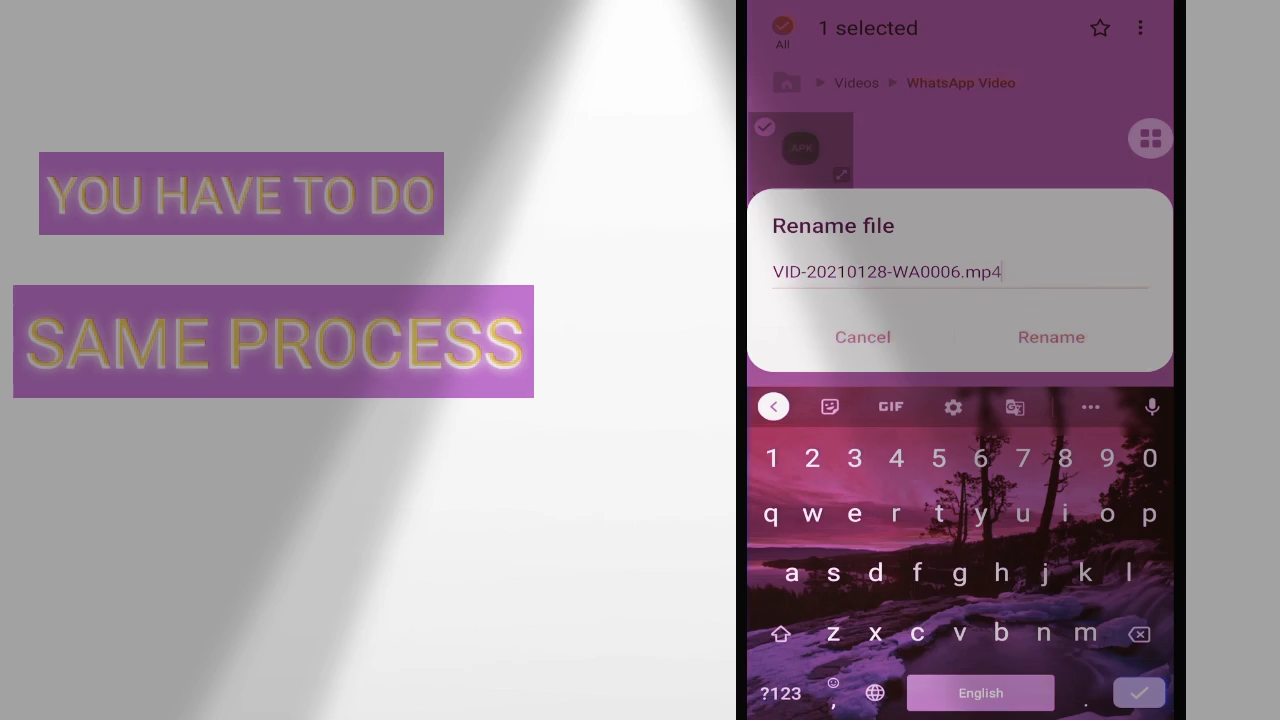 YOU HAVE TO DO
SAME PROCESS
1 selected
All
Videos
WhatsApp Video
.APK
Rename file
VID-20210128-WA0006.mp4
Cancel
Rename
GIF
1 2 3 4 5 6 7 8 9 0
q w e r t y u i o p
a s d f g h j k l
z x c v b n m
?123 , English .